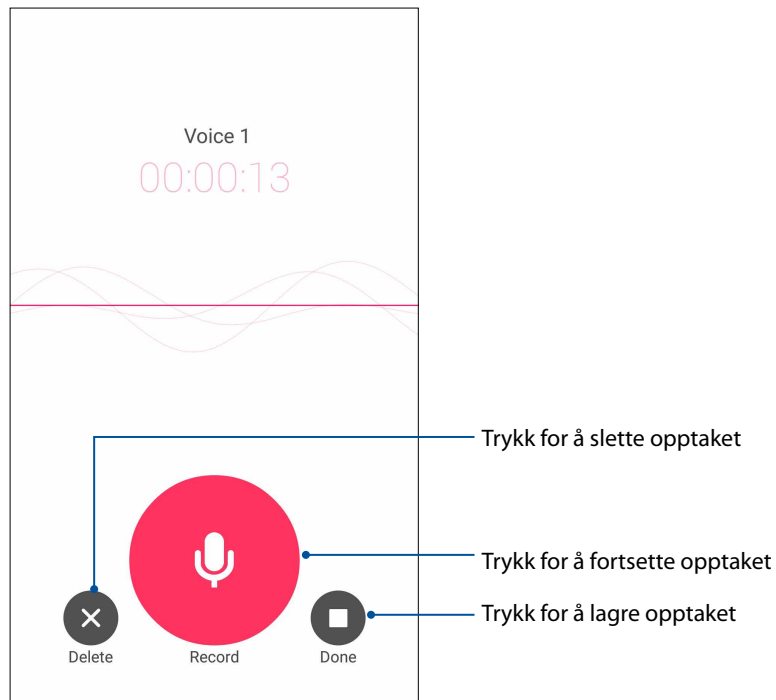 Voice 1
00:00:13
Trykk for å slette opptaket
Trykk for å fortsette opptaket
Trykk for å lagre opptaket
Delete
Record
Done